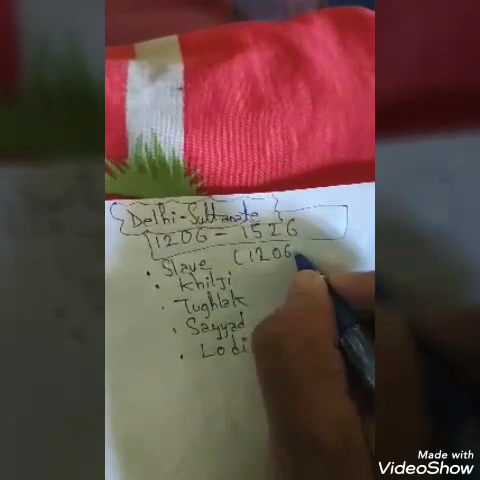 Delhi-Sultanate
1206 - 1526
• Slave (1206
• Khilji
• Tughlak
• Sayyad
• Lodi
Made with
VideoShow